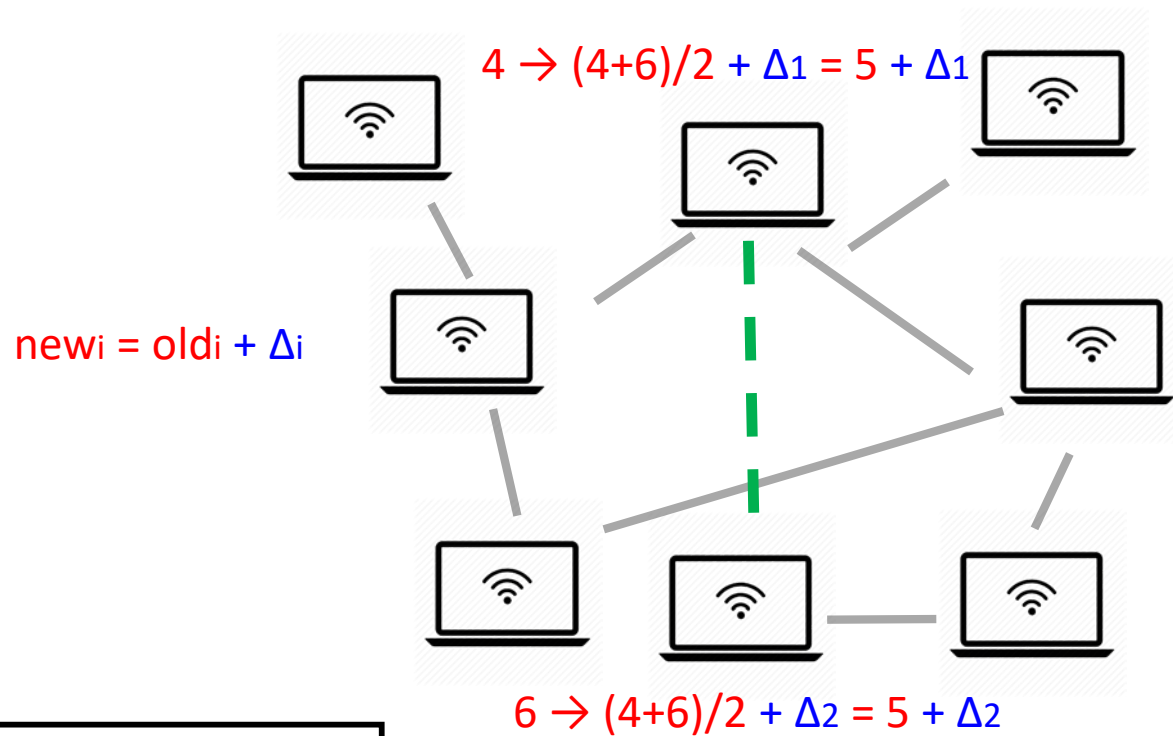 4 → (4+6)/2 + Δ1 = 5 + Δ1
newi = oldi + Δi
6 → (4+6)/2 + Δ2 = 5 + Δ2